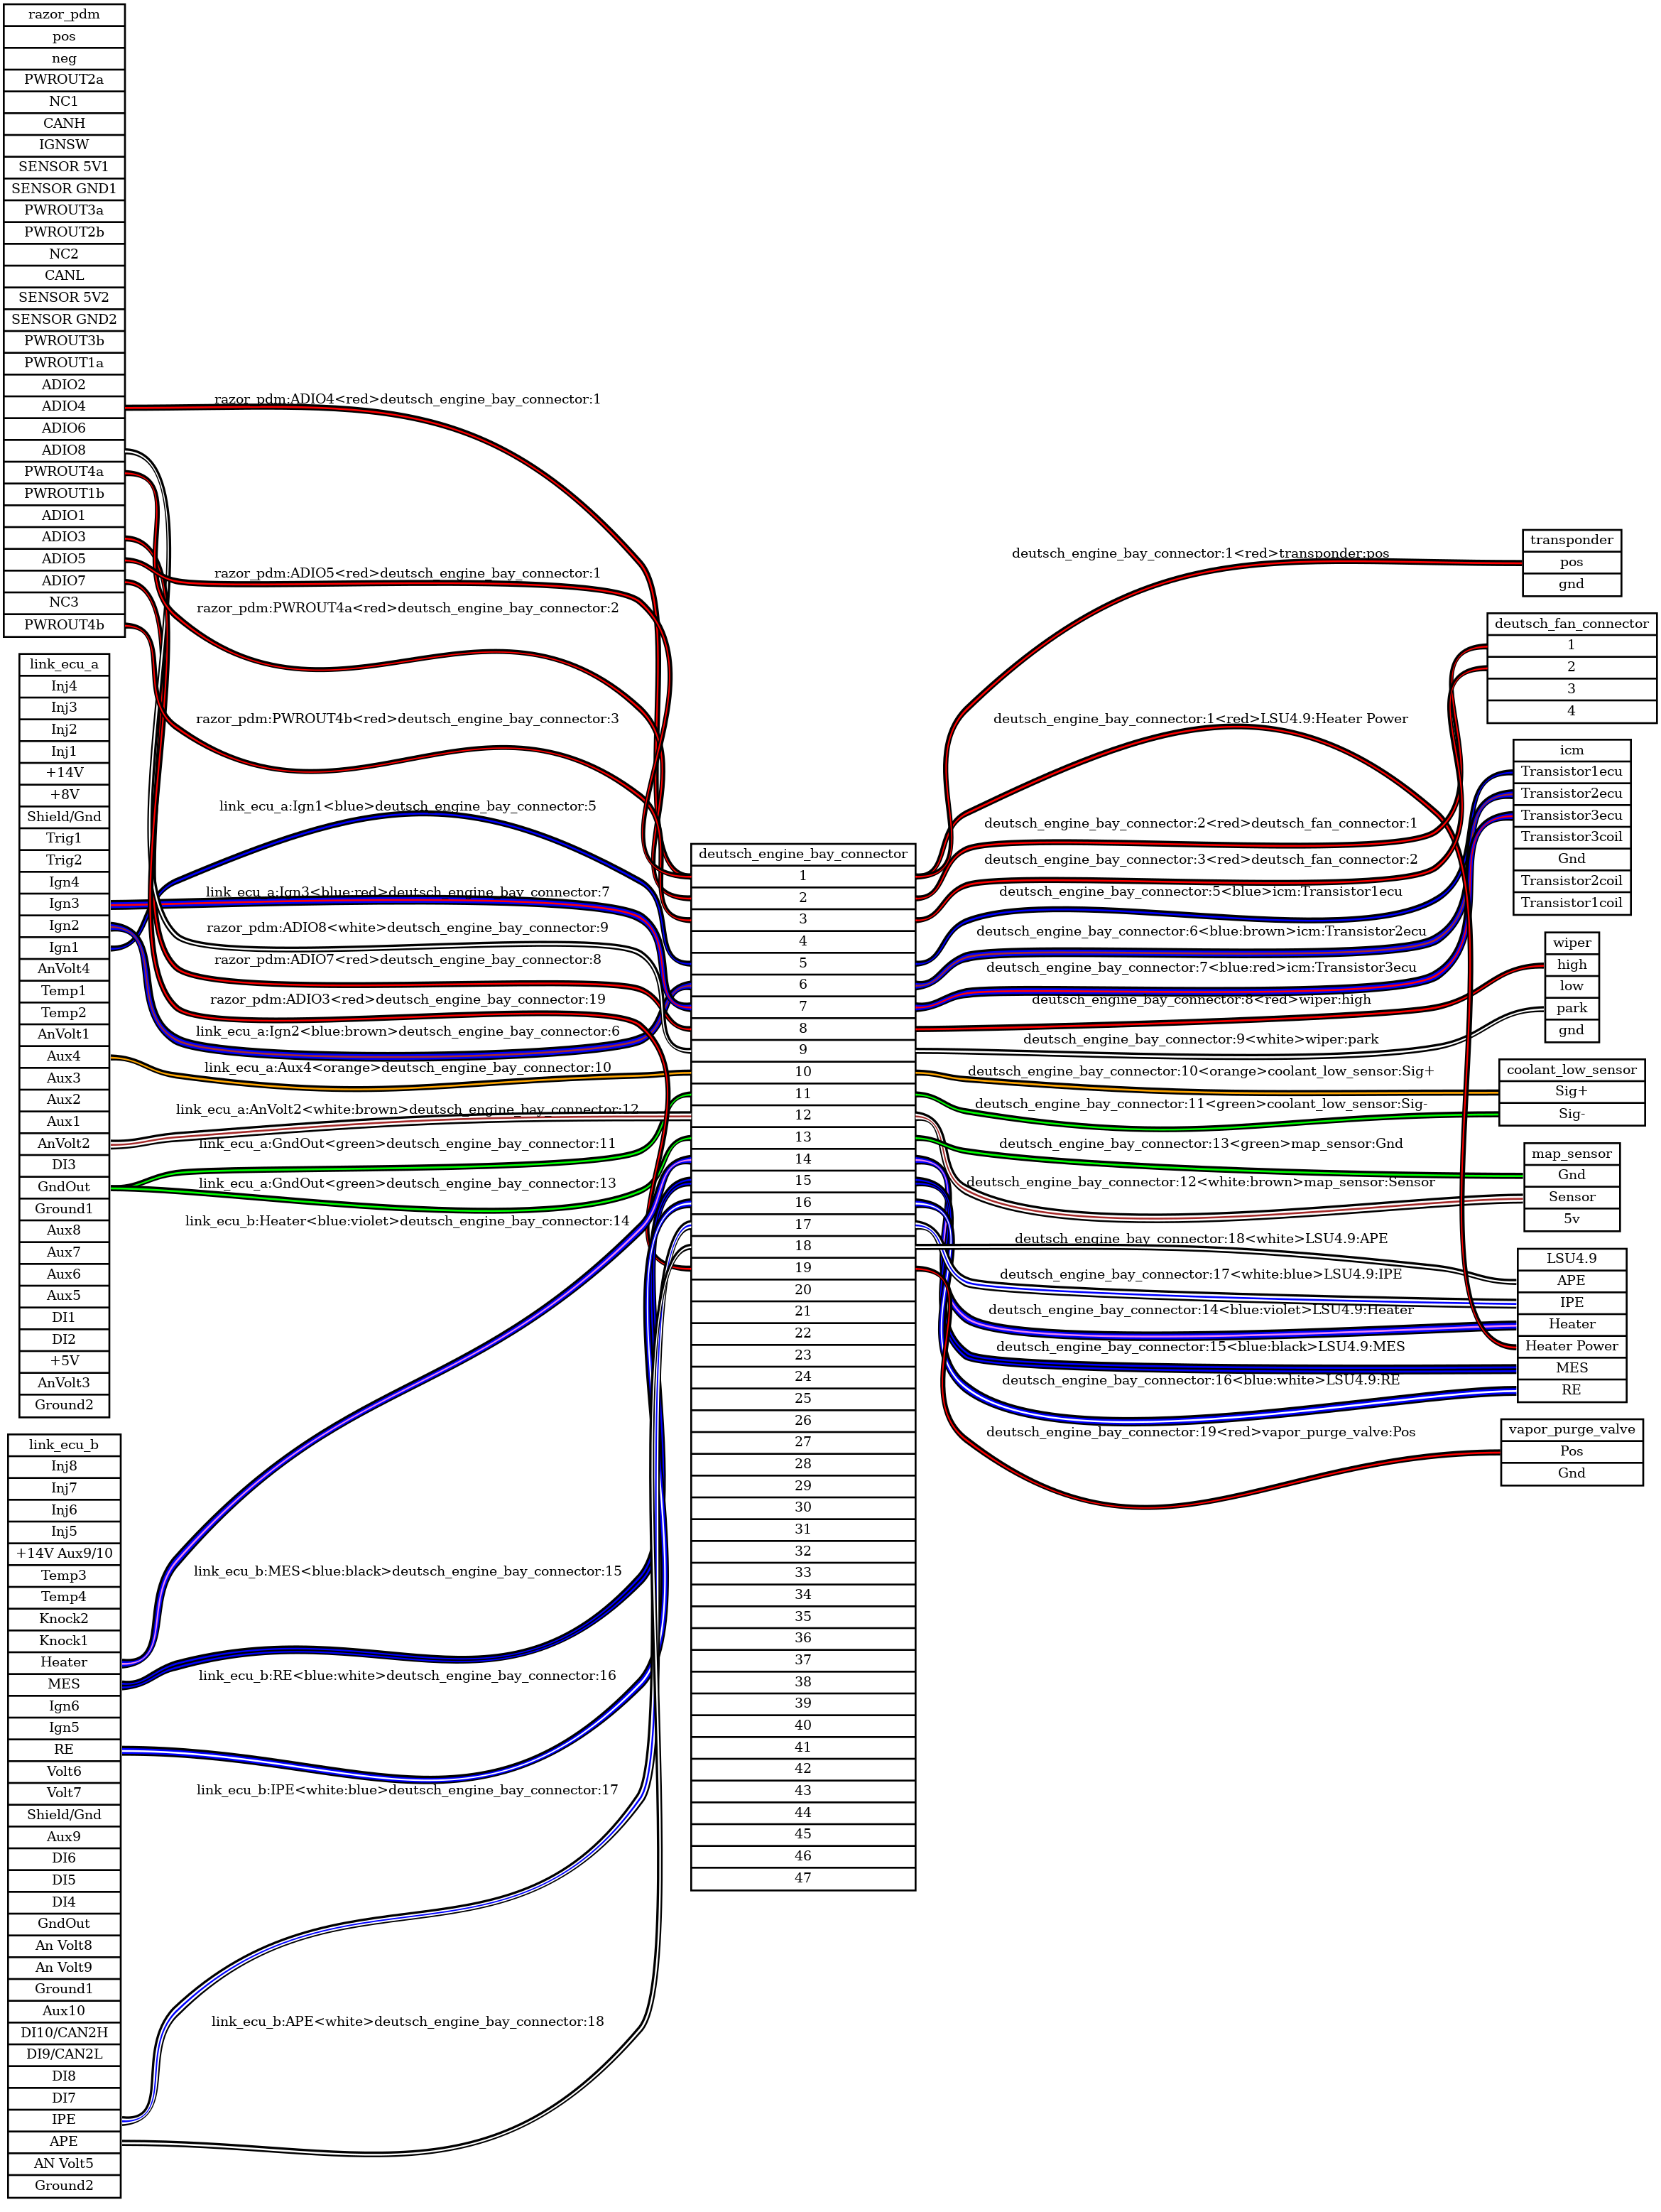 razor_pdm
pos
neg
PWROUT2a
NC1
CANH
IGNSW
SENSOR 5V1
SENSOR GND1
PWROUT3a
PWROUT2b
NC2
CANL
SENSOR 5V2
SENSOR GND2
PWROUT3b
PWROUT1a
ADIO2
ADIO4
ADIO6
ADIO8
PWROUT4a
PWROUT1b
ADIO1
ADIO3
ADIO5
ADIO7
NC3
PWROUT4b
link_ecu_a
Inj4
Inj3
Inj2
Inj1
+14V
+8V
Shield/Gnd
Trig1
Trig2
Ign4
Ign3
Ign2
Ign1
AnVolt4
Temp1
Temp2
AnVolt1
Aux4
Aux3
Aux2
Aux1
AnVolt2
DI3
GndOut
Ground1
Aux8
Aux7
Aux6
Aux5
DI1
DI2
+5V
AnVolt3
Ground2
link_ecu_b
Inj8
Inj7
Inj6
Inj5
+14V Aux9/10
Temp3
Temp4
Knock2
Knock1
Heater
MES
Ign6
Ign5
RE
Volt6
Volt7
Shield/Gnd
Aux9
DI6
DI5
DI4
GndOut
An Volt8
An Volt9
Ground1
Aux10
DI10/CAN2H
DI9/CAN2L
DI8
DI7
IPE
APE
AN Volt5
Ground2
razor_pdm:ADIO4<red>deutsch_engine_bay_connector:1
razor_pdm:ADIO5<red>deutsch_engine_bay_connector:1
razor_pdm:PWROUT4a<red>deutsch_engine_bay_connector:2
razor_pdm:PWROUT4b<red>deutsch_engine_bay_connector:3
link_ecu_a:Ign1<blue>deutsch_engine_bay_connector:5
link_ecu_a:Ign3<blue:red>deutsch_engine_bay_connector:7
razor_pdm:ADIO8<white>deutsch_engine_bay_connector:9
razor_pdm:ADIO7<red>deutsch_engine_bay_connector:8
razor_pdm:ADIO3<red>deutsch_engine_bay_connector:19
link_ecu_a:Ign2<blue:brown>deutsch_engine_bay_connector:6
link_ecu_a:Aux4<orange>deutsch_engine_bay_connector:10
link_ecu_a:AnVolt2<white:brown>deutsch_engine_bay_connector:12
link_ecu_a:GndOut<green>deutsch_engine_bay_connector:11
link_ecu_a:GndOut<green>deutsch_engine_bay_connector:13
link_ecu_b:Heater<blue:violet>deutsch_engine_bay_connector:14
link_ecu_b:MES<blue:black>deutsch_engine_bay_connector:15
link_ecu_b:RE<blue:white>deutsch_engine_bay_connector:16
link_ecu_b:IPE<white:blue>deutsch_engine_bay_connector:17
link_ecu_b:APE<white>deutsch_engine_bay_connector:18
deutsch_engine_bay_connector
1
2
3
4
5
6
7
8
9
10
11
12
13
14
15
16
17
18
19
20
21
22
23
24
25
26
27
28
29
30
31
32
33
34
35
36
37
38
39
40
41
42
43
44
45
46
47
deutsch_engine_bay_connector:1<red>transponder:pos
deutsch_engine_bay_connector:1<red>LSU4.9:Heater Power
deutsch_engine_bay_connector:2<red>deutsch_fan_connector:1
deutsch_engine_bay_connector:3<red>deutsch_fan_connector:2
deutsch_engine_bay_connector:5<blue>icm:Transistor1ecu
deutsch_engine_bay_connector:6<blue:brown>icm:Transistor2ecu
deutsch_engine_bay_connector:7<blue:red>icm:Transistor3ecu
deutsch_engine_bay_connector:8<red>wiper:high
deutsch_engine_bay_connector:9<white>wiper:park
deutsch_engine_bay_connector:10<orange>coolant_low_sensor:Sig+
deutsch_engine_bay_connector:11<green>coolant_low_sensor:Sig-
deutsch_engine_bay_connector:13<green>map_sensor:Gnd
deutsch_engine_bay_connector:12<white:brown>map_sensor:Sensor
deutsch_engine_bay_connector:18<white>LSU4.9:APE
deutsch_engine_bay_connector:17<white:blue>LSU4.9:IPE
deutsch_engine_bay_connector:14<blue:violet>LSU4.9:Heater
deutsch_engine_bay_connector:15<blue:black>LSU4.9:MES
deutsch_engine_bay_connector:16<blue:white>LSU4.9:RE
deutsch_engine_bay_connector:19<red>vapor_purge_valve:Pos
transponder
pos
gnd
deutsch_fan_connector
1
2
3
4
icm
Transistor1ecu
Transistor2ecu
Transistor3ecu
Transistor3coil
Gnd
Transistor2coil
Transistor1coil
wiper
high
low
park
gnd
coolant_low_sensor
Sig+
Sig-
map_sensor
Gnd
Sensor
5v
LSU4.9
APE
IPE
Heater
Heater Power
MES
RE
vapor_purge_valve
Pos
Gnd